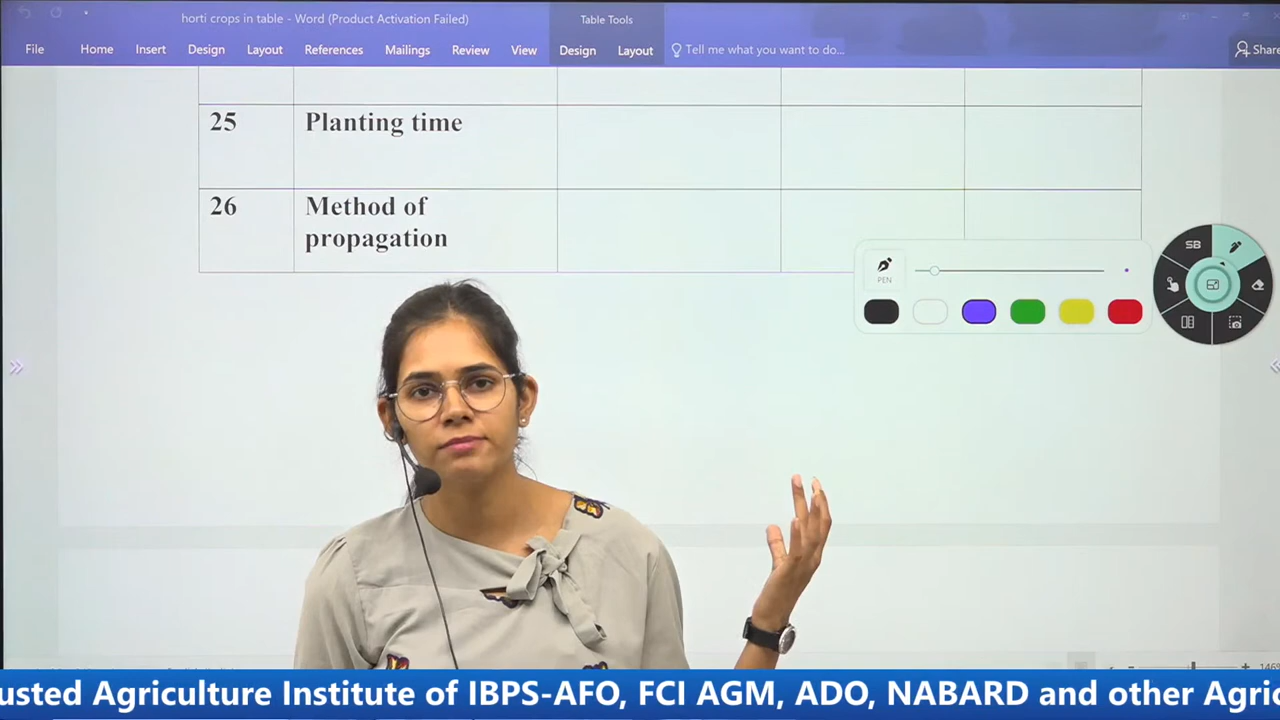 horti crops in table - Word (Product Activation Failed)
Table Tools
File Home Insert Design Layout References Mailings Review View Design Layout Tell me what you want to do... Share
25 Planting time
26 Method of
propagation
SB
PEN
146%
usted Agriculture Institute of IBPS-AFO, FCI AGM, ADO, NABARD and other Agric